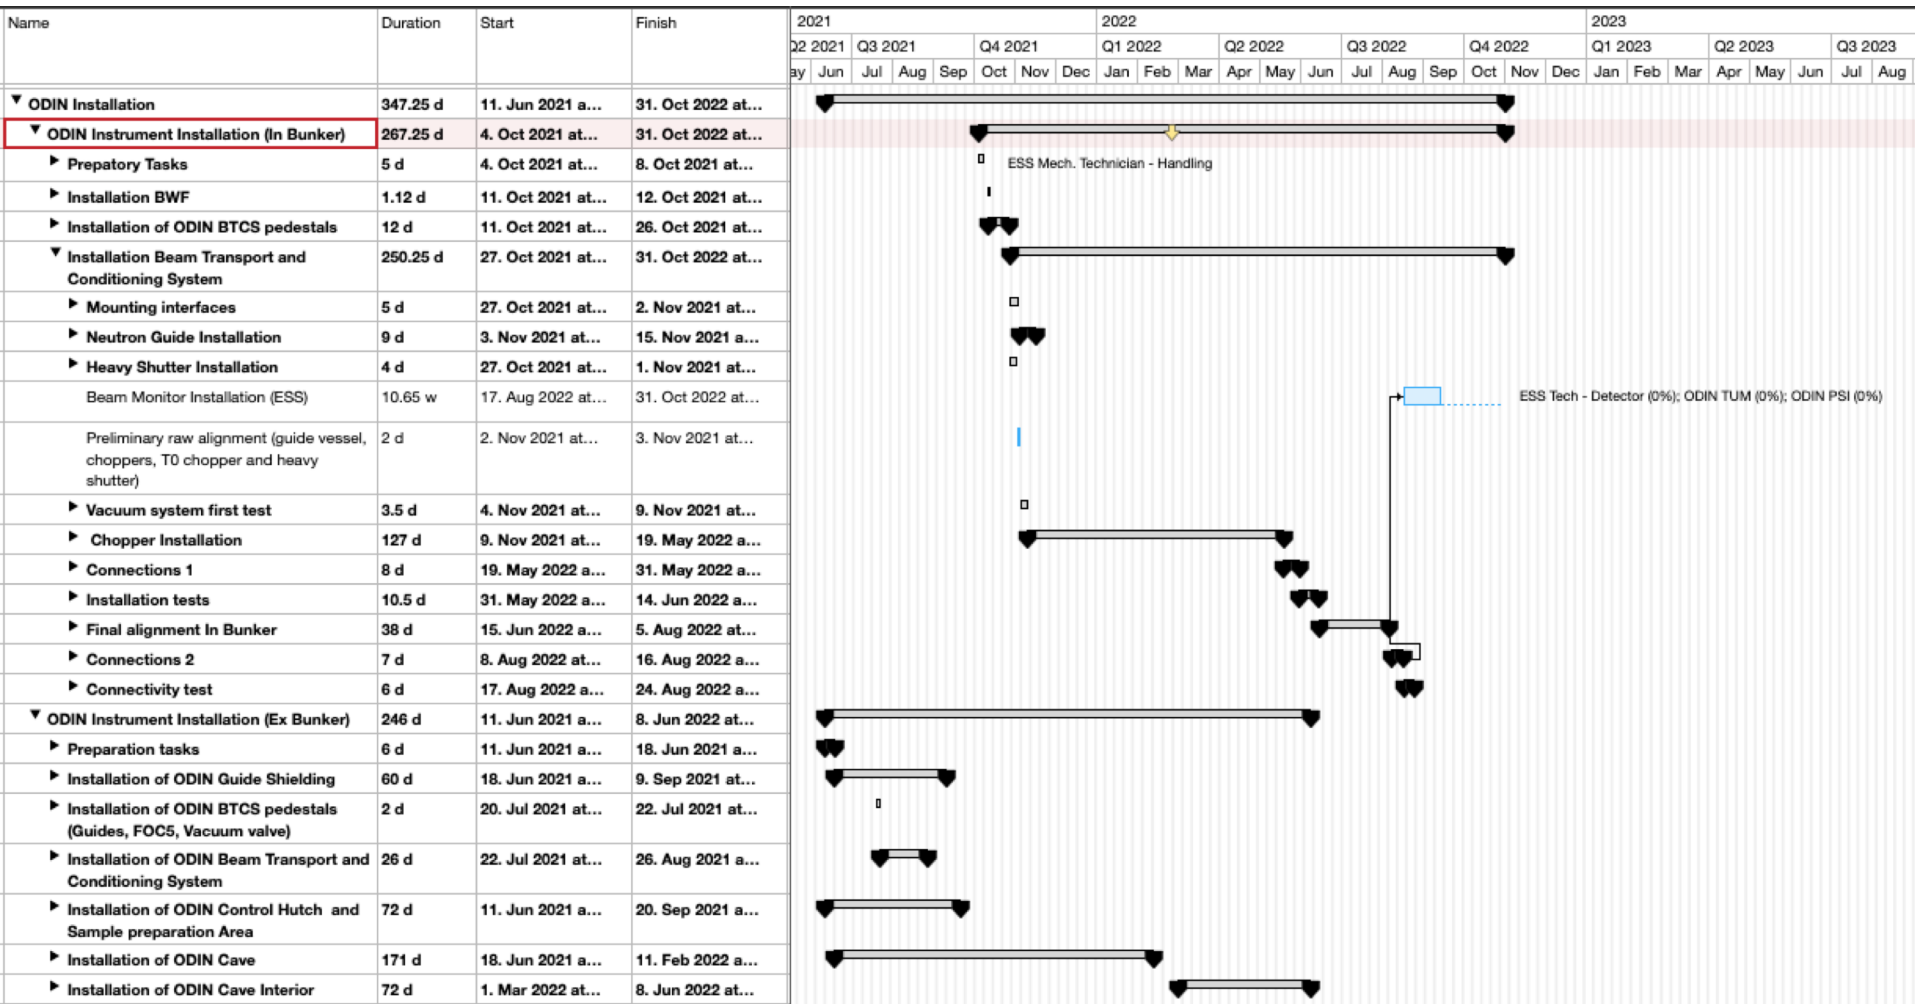 Name Duration Start Finish
2021 2022 2023
Q2 2021 Q3 2021 Q4 2021 Q1 2022 Q2 2022 Q3 2022 Q4 2022 Q1 2023 Q2 2023 Q3 2023
ay Jun Jul Aug Sep Oct Nov Dec Jan Feb Mar Apr May Jun Jul Aug Sep Oct Nov Dec Jan Feb Mar Apr May Jun Jul Aug
ODIN Installation 347.25 d 11. Jun 2021 a... 31. Oct 2022 at...
ODIN Instrument Installation (In Bunker) 267.25 d 4. Oct 2021 at... 31. Oct 2022 at...
Prepatory Tasks 5 d 4. Oct 2021 at... 8. Oct 2021 at... ESS Mech. Technician - Handling
Installation BWF 1.12 d 11. Oct 2021 at... 12. Oct 2021 at...
Installation of ODIN BTCS pedestals 12 d 11. Oct 2021 at... 26. Oct 2021 at...
Installation Beam Transport and 250.25 d 27. Oct 2021 at... 31. Oct 2022 at...
Conditioning System
Mounting interfaces 5 d 27. Oct 2021 at... 2. Nov 2021 at...
Neutron Guide Installation 9 d 3. Nov 2021 at... 15. Nov 2021 a...
Heavy Shutter Installation 4 d 27. Oct 2021 at... 1. Nov 2021 at...
Beam Monitor Installation (ESS) 10.65 w 17. Aug 2022 at... 31. Oct 2022 at... ESS Tech - Detector (0%); ODIN TUM (0%); ODIN PSI (0%)
Preliminary raw alignment (guide vessel, 2 d 2. Nov 2021 at... 3. Nov 2021 at...
choppers, T0 chopper and heavy
shutter)
Vacuum system first test 3.5 d 4. Nov 2021 at... 9. Nov 2021 at...
Chopper Installation 127 d 9. Nov 2021 at... 19. May 2022 a...
Connections 1 8 d 19. May 2022 a... 31. May 2022 a...
Installation tests 10.5 d 31. May 2022 a... 14. Jun 2022 a...
Final alignment In Bunker 38 d 15. Jun 2022 a... 5. Aug 2022 at...
Connections 2 7 d 8. Aug 2022 at... 16. Aug 2022 a...
Connectivity test 6 d 17. Aug 2022 a... 24. Aug 2022 a...
ODIN Instrument Installation (Ex Bunker) 246 d 11. Jun 2021 a... 8. Jun 2022 at...
Preparation tasks 6 d 11. Jun 2021 a... 18. Jun 2021 a...
Installation of ODIN Guide Shielding 60 d 18. Jun 2021 a... 9. Sep 2021 at...
Installation of ODIN BTCS pedestals 2 d 20. Jul 2021 at... 22. Jul 2021 at...
(Guides, FOC5, Vacuum valve)
Installation of ODIN Beam Transport and 26 d 22. Jul 2021 at... 26. Aug 2021 a...
Conditioning System
Installation of ODIN Control Hutch and 72 d 11. Jun 2021 a... 20. Sep 2021 a...
Sample preparation Area
Installation of ODIN Cave 171 d 18. Jun 2021 a... 11. Feb 2022 a...
Installation of ODIN Cave Interior 72 d 1. Mar 2022 at... 8. Jun 2022 at...